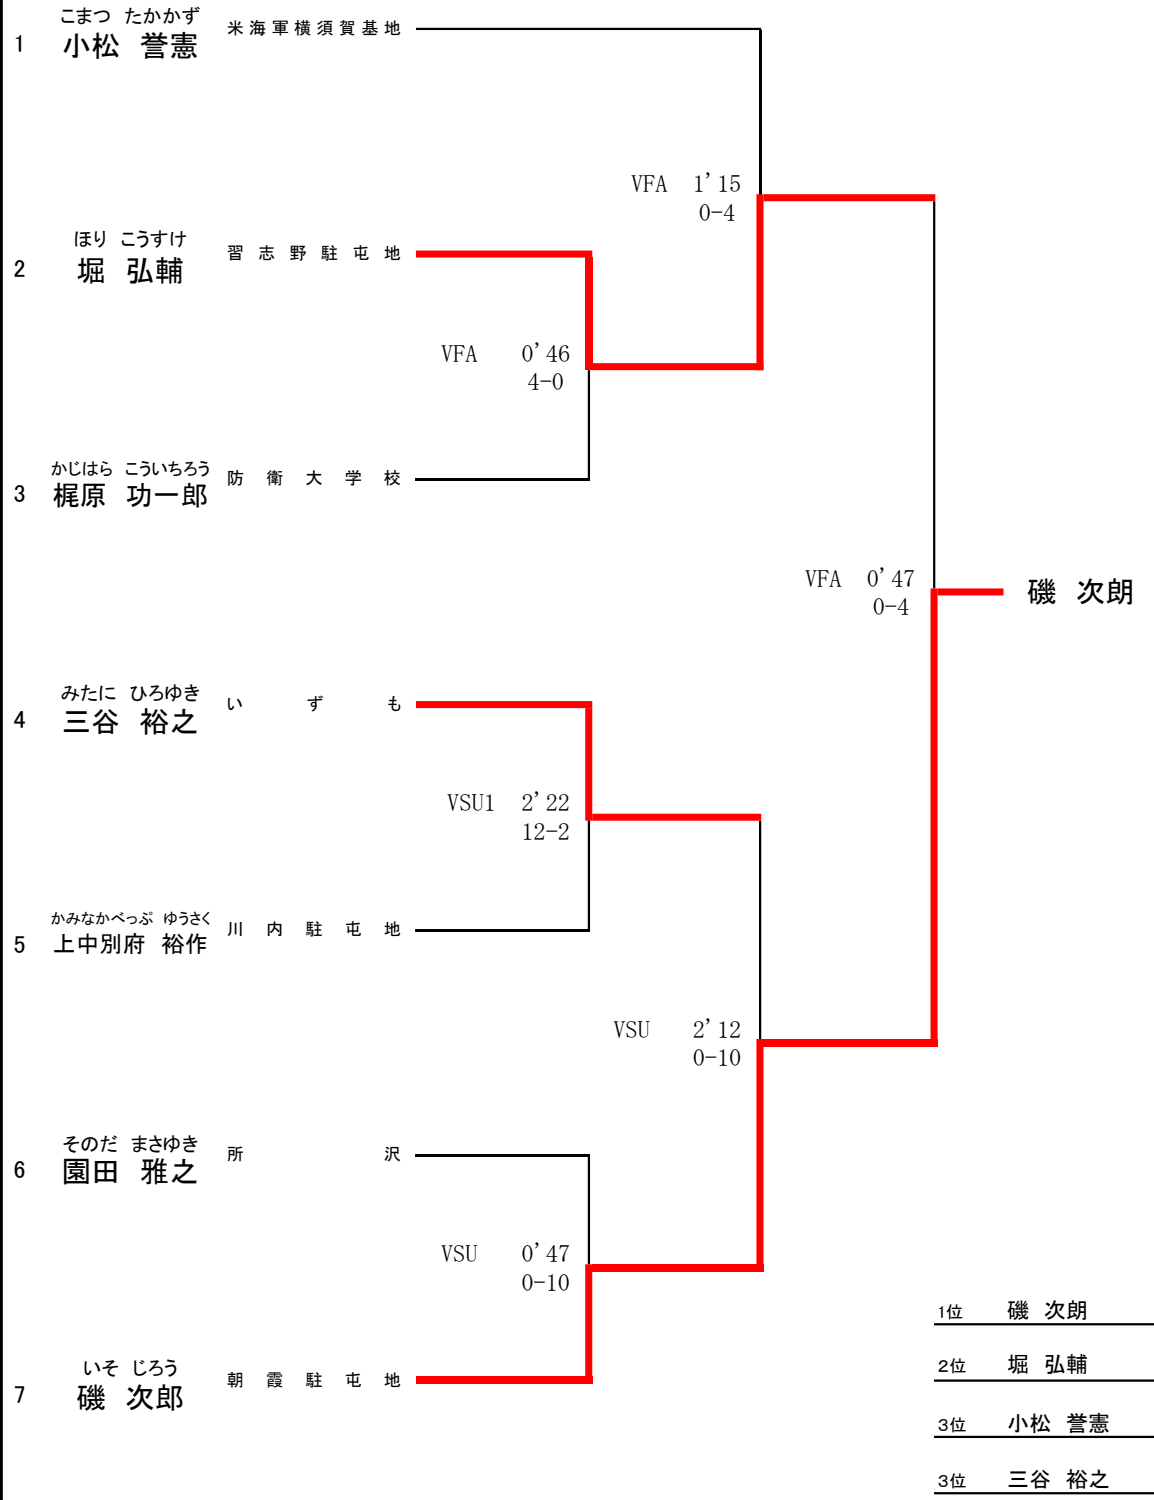 こまつ たかかず
1 小松 誉憲 米海軍横須賀基地
VFA 1’15
0-4
ほり こうすけ
2 堀 弘輔 習志野駐屯地
VFA 0’46
4-0
かじはら こういちろう
3 梶原 功一郎 防衛大学校
VFA 0’47
0-4
磯 次朗
みたに ひろゆき
4 三谷 裕之 いずも
VSU1 2’22
12-2
かみなかべっぷ ゆうさく
5 上中別府 裕作 川内駐屯地
VSU 2’12
0-10
そのだ まさゆき
6 園田 雅之 所沢
VSU 0’47
0-10
いそ じろう
7 磯 次郎 朝霞駐屯地
1位 磯 次朗
2位 堀 弘輔
3位 小松 誉憲
3位 三谷 裕之